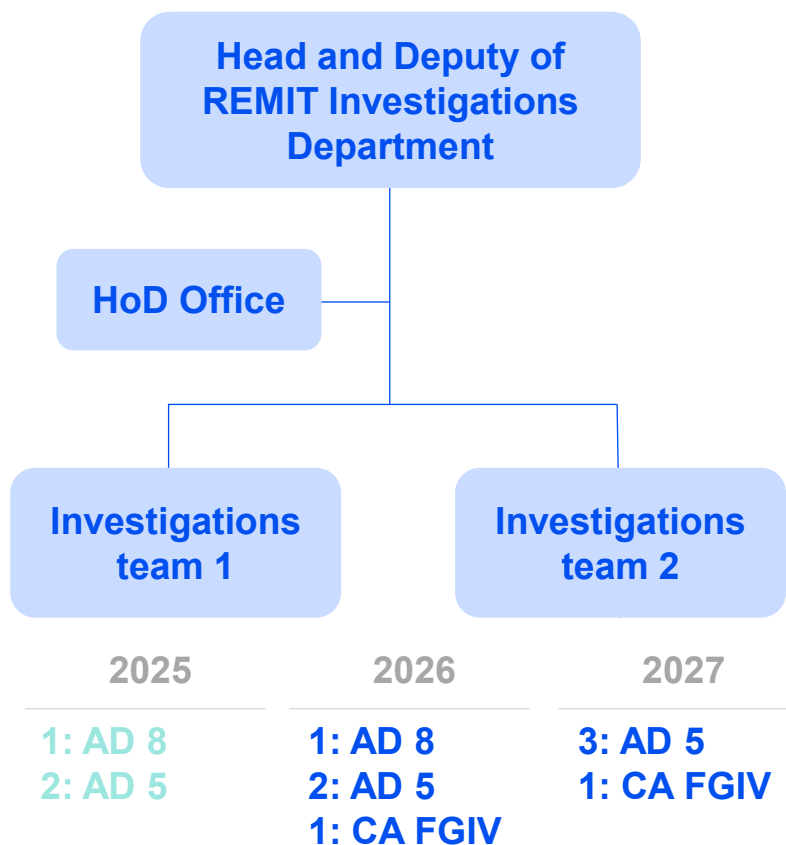 Head and Deputy of
REMIT Investigations
Department
HoD Office
Investigations
team 1
Investigations
team 2
2025
1: AD 8
2: AD 5
2026
1: AD 8
2: AD 5
1: CA FGIV
2027
3: AD 5
1: CA FGIV